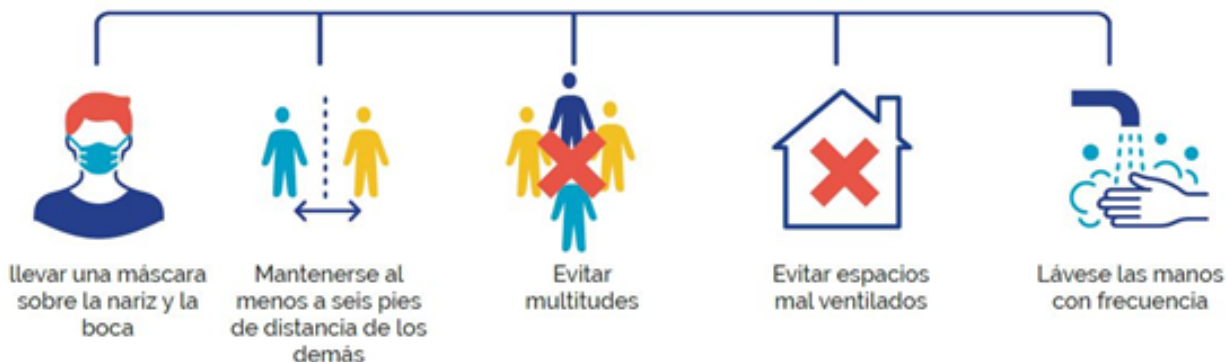 llevar una máscara
sobre la nariz y la
boca
Mantenerse al
menos a seis pies
de distancia de los
demás
Evitar
multitudes
Evitar espacios
mal ventilados
Lávese las manos
con frecuencia